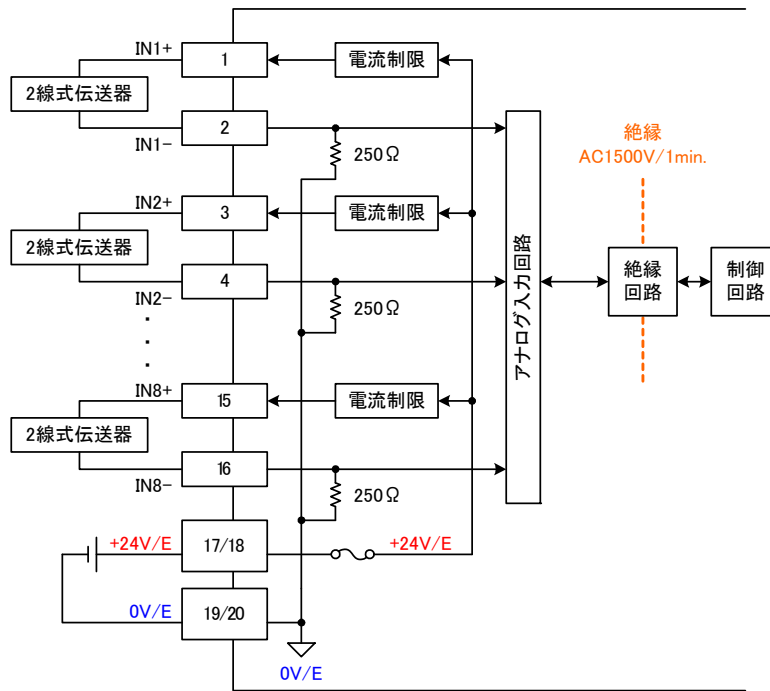 IN1+
1
電流制限
2線式伝送器
2
IN1-
250Ω
絶縁
AC1500V/1min.
IN2+
3
電流制限
2線式伝送器
4
IN2-
250Ω
アナログ入力回路
絶縁
回路
制御
回路
・
・
・
IN8+
15
電流制限
2線式伝送器
16
IN8-
250Ω
+24V/E
17/18
+24V/E
0V/E
19/20
0V/E